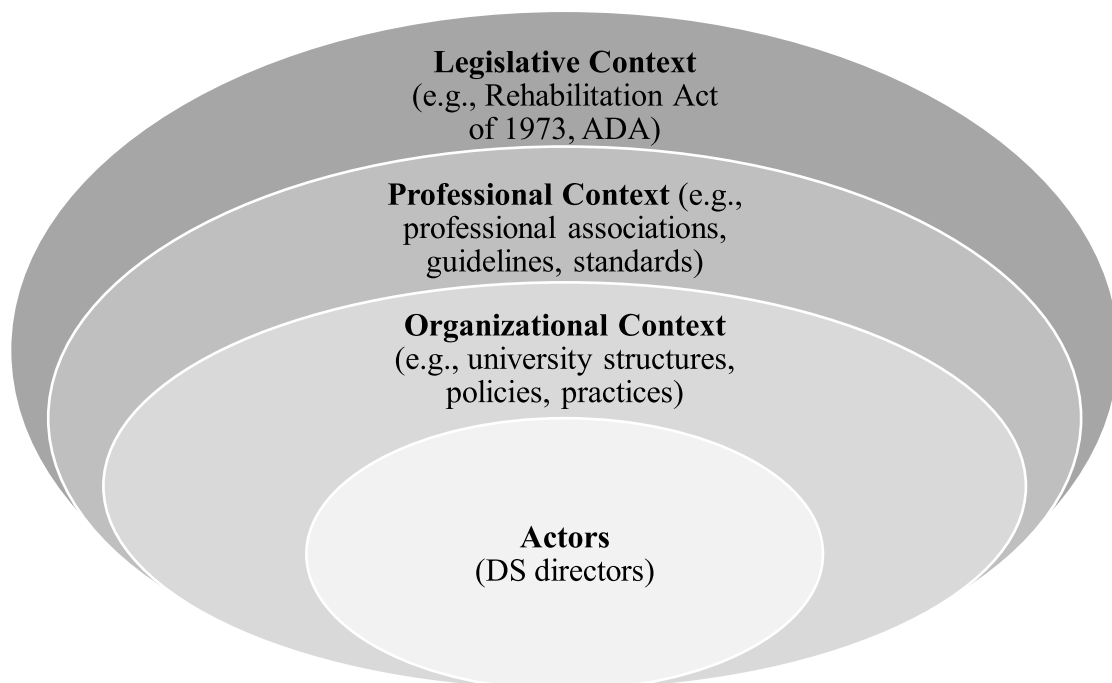 Legislative Context
(e.g., Rehabilitation Act
of 1973, ADA)
Professional Context (e.g.,
professional associations,
guidelines, standards)
Organizational Context
(e.g., university structures,
policies, practices)
Actors
(DS directors)